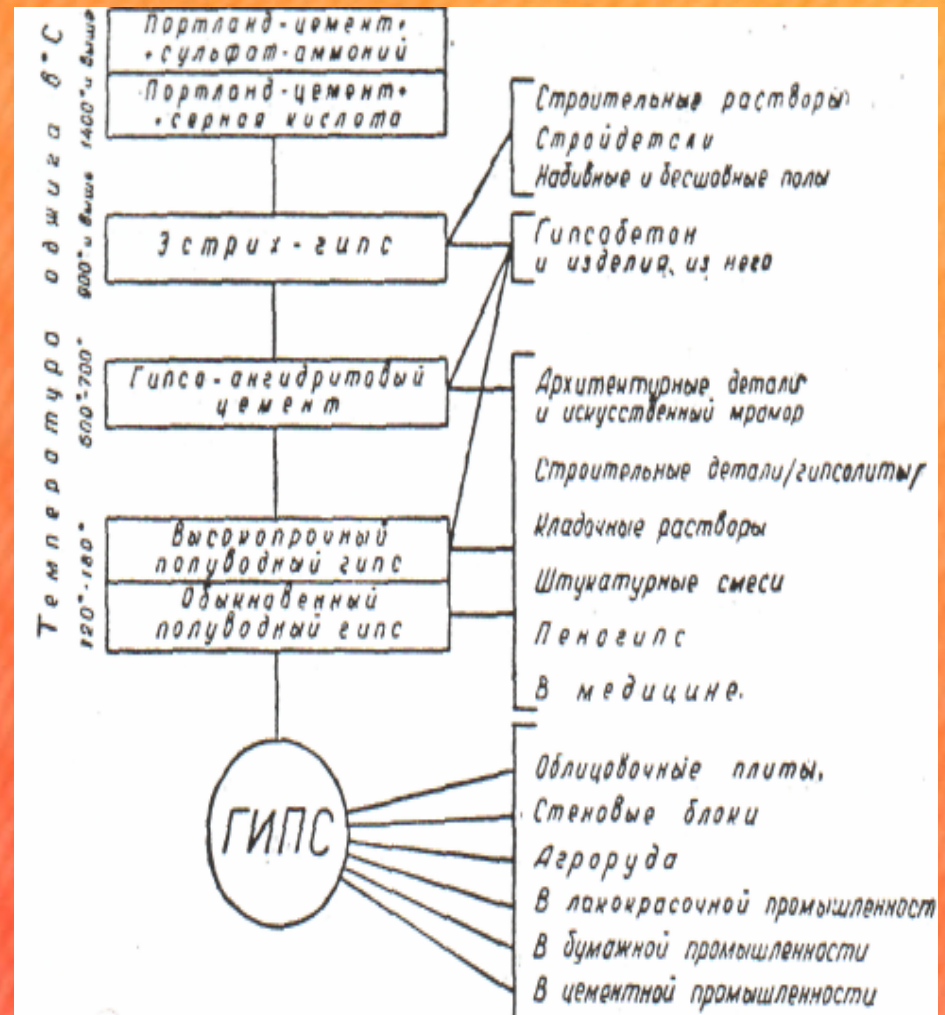 Температура обжига в °С
1400° и выше
900° и выше
600°-700°
120°-180°
Портланд-цемент+
+сульфат-аммоний
Портланд-цемент+
+серная кислота
Эстрих-гипс
Гипсо-ангидритовый
цемент
Высокопрочный
полуводный гипс
Обыкновенный
полуводный гипс
ГИПС
Строительные растворы
Стройдетали
Набивные и бесшовные полы
Гипсобетон
и изделия из него
Архитектурные детали
и искусственный мрамор
Строительные детали/гипсолиты/
Кладочные растворы
Штукатурные смеси
Пеногипс
В медицине.
Облицовочные плиты.
Стеновые блоки
Агроруда
В лакокрасочной промышленност
В бумажной промышленности
В цементной промышленности